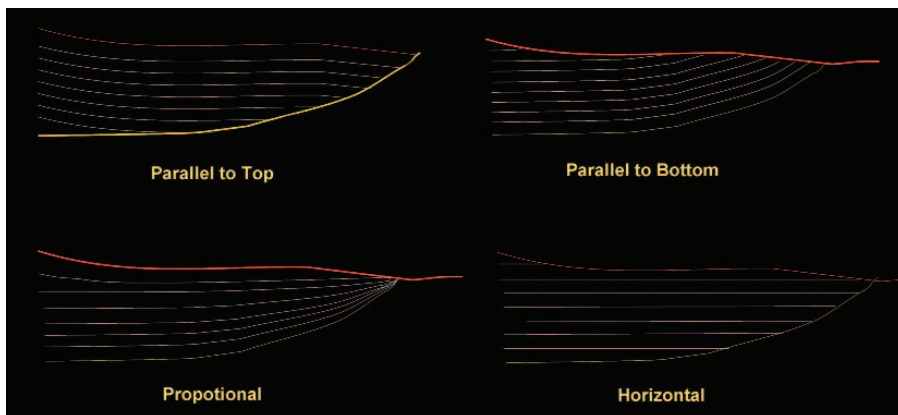 Parallel to Top
Parallel to Bottom
Propotional
Horizontal